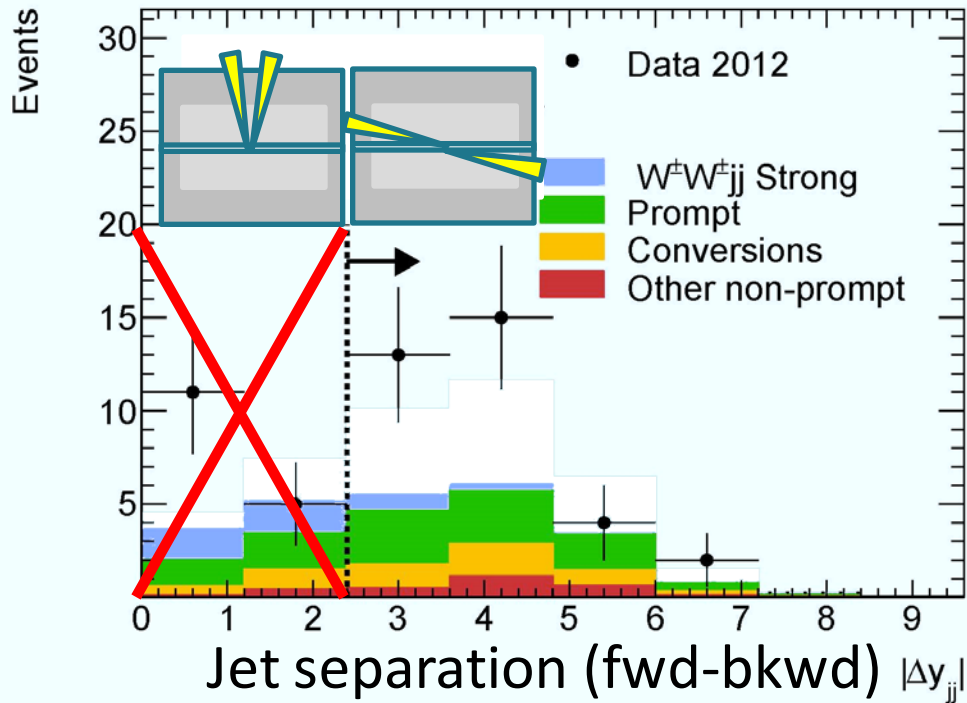 Events
30
25
20
15
10
5
0 1 2 3 4 5 6 7 8 9
Data 2012
W±W±jj Strong
Prompt
Conversions
Other non-prompt
Jet separation (fwd-bkwd) |Δy_jj|